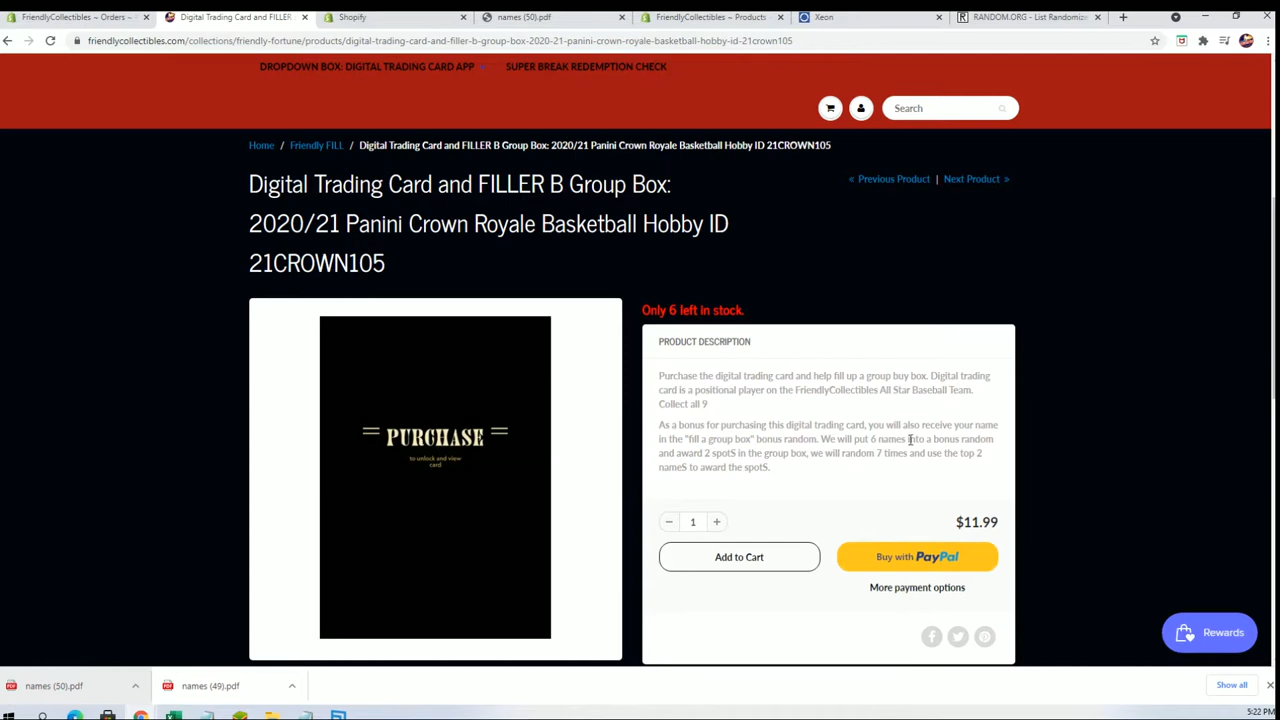 FriendlyCollectibles ~ Orders ~
Digital Trading Card and FILLER
Shopify
names (50).pdf
FriendlyCollectibles ~ Products
Xeon
RANDOM.ORG - List Randomize
friendlycollectibles.com/collections/friendly-fortune/products/digital-trading-card-and-filler-b-group-box-2020-21-panini-crown-royale-basketball-hobby-id-21crown105
DROPDOWN BOX: DIGITAL TRADING CARD APP
SUPER BREAK REDEMPTION CHECK
Search
Home / Friendly FILL / Digital Trading Card and FILLER B Group Box: 2020/21 Panini Crown Royale Basketball Hobby ID 21CROWN105
« Previous Product | Next Product »
Digital Trading Card and FILLER B Group Box:
2020/21 Panini Crown Royale Basketball Hobby ID
21CROWN105
PURCHASE
to unlock and view
card
Only 6 left in stock.
PRODUCT DESCRIPTION
Purchase the digital trading card and help fill up a group buy box. Digital trading
card is a positional player on the FriendlyCollectibles All Star Baseball Team.
Collect all 9
As a bonus for purchasing this digital trading card, you will also receive your name
in the "fill a group box" bonus random. We will put 6 names into a bonus random
and award 2 spotS in the group box, we will random 7 times and use the top 2
nameS to award the spotS.
− 1 +
$11.99
Add to Cart
Buy with PayPal
More payment options
Rewards
names (50).pdf
names (49).pdf
Show all
5:22 PM